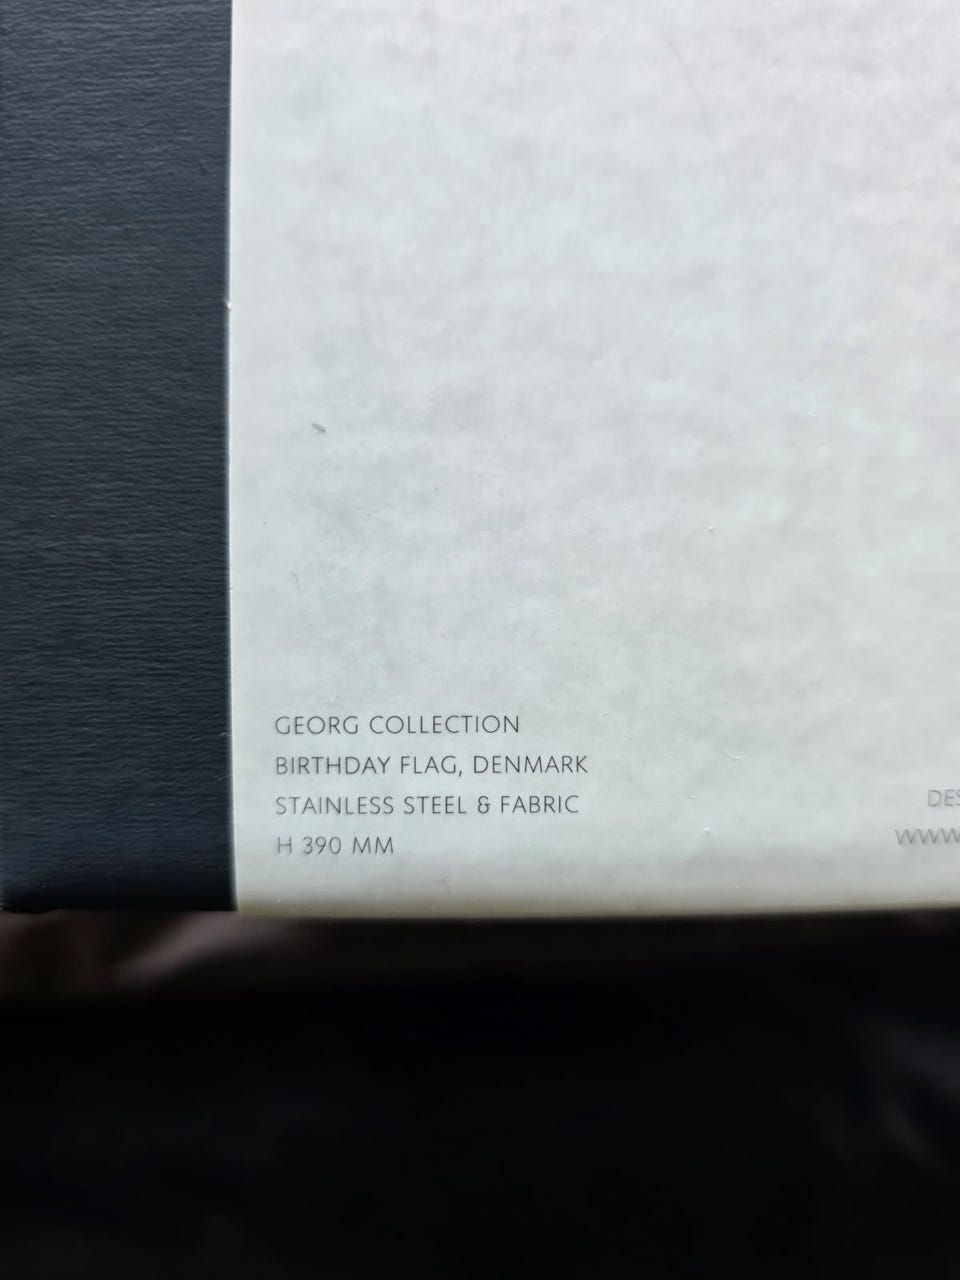 GEORG COLLECTION
BIRTHDAY FLAG, DENMARK
STAINLESS STEEL & FABRIC
H 390 MM